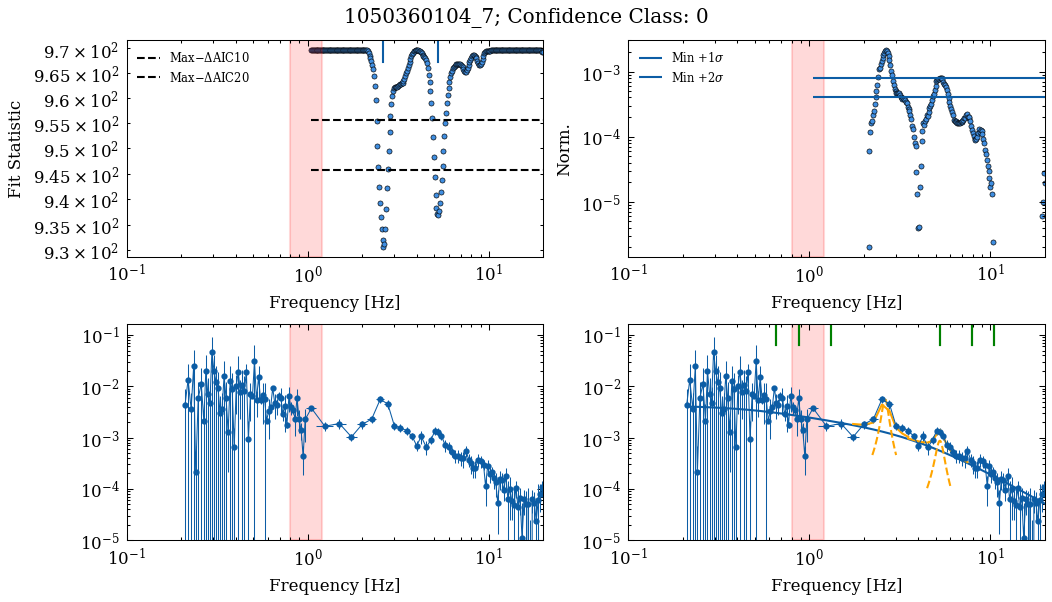 1050360104_7; Confidence Class: 0
Fit Statistic
9.7 × 10²
9.65 × 10²
9.6 × 10²
9.55 × 10²
9.5 × 10²
9.45 × 10²
9.4 × 10²
9.35 × 10²
9.3 × 10²
Max−ΔAIC10
Max−ΔAIC20
10⁻¹ 10⁰ 10¹
Frequency [Hz]
Norm.
10⁻³
10⁻⁴
10⁻⁵
Min +1σ
Min +2σ
10⁻¹ 10⁰ 10¹
Frequency [Hz]
10⁻¹
10⁻²
10⁻³
10⁻⁴
10⁻⁵
10⁻¹ 10⁰ 10¹
Frequency [Hz]
10⁻¹
10⁻²
10⁻³
10⁻⁴
10⁻⁵
10⁻¹ 10⁰ 10¹
Frequency [Hz]